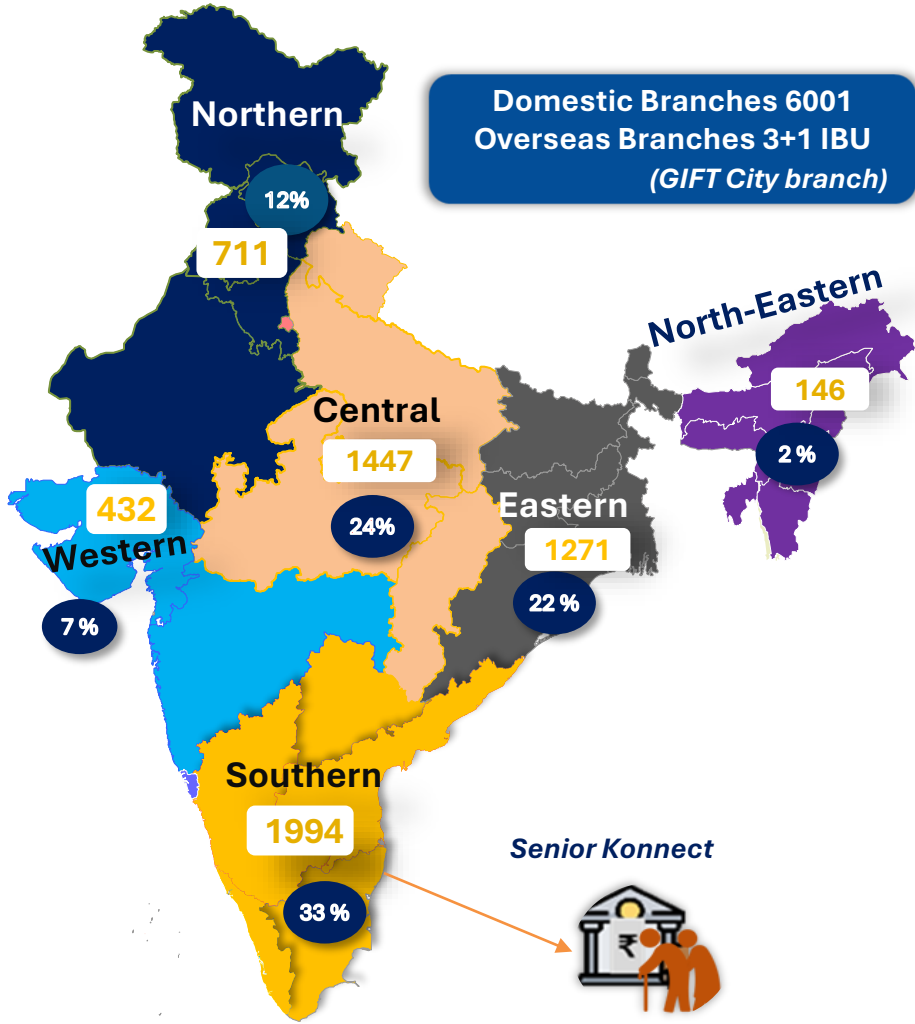 Northern
Domestic Branches 6001
Overseas Branches 3+1 IBU
(GIFT City branch)
12%
711
North-Eastern
146
2 %
Central
1447
24%
432
Western
7 %
Eastern
1271
22 %
Southern
1994
33 %
Senior Konnect
₹